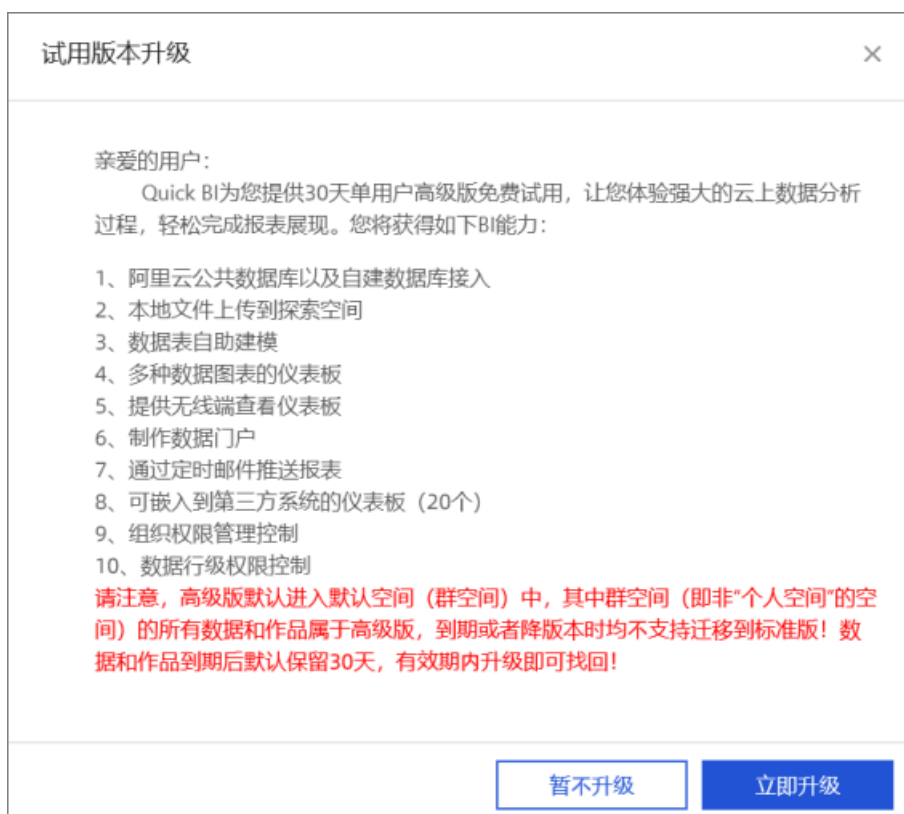 试用版本升级
×
亲爱的用户：
Quick BI为您提供30天单用户高级版免费试用，让您体验强大的云上数据分析
过程，轻松完成报表展现。您将获得如下BI能力：
1、阿里云公共数据库以及自建数据库接入
2、本地文件上传到探索空间
3、数据表自助建模
4、多种数据图表的仪表板
5、提供无线端查看仪表板
6、制作数据门户
7、通过定时邮件推送报表
8、可嵌入到第三方系统的仪表板（20个）
9、组织权限管理控制
10、数据行级权限控制
请注意，高级版默认进入默认空间（群空间）中，其中群空间（即非“个人空间”的空
间）的所有数据和作品属于高级版，到期或者降版本时均不支持迁移到标准版！数
据和作品到期后默认保留30天，有效期内升级即可找回！
暂不升级
立即升级